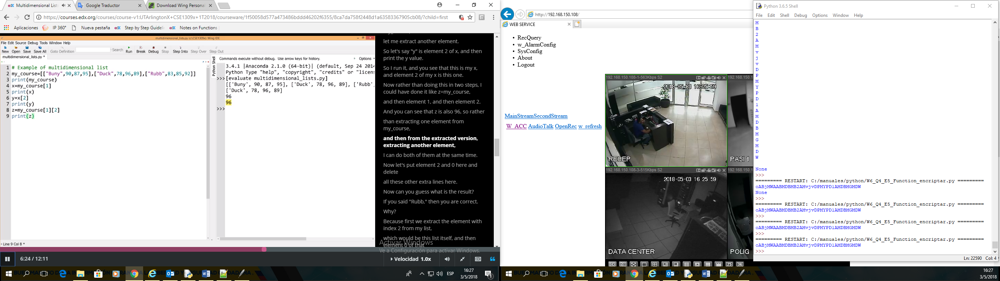 Multidimensional List
Google Traductor
Download Wing Personal
https://courses.edx.org/courses/course-v1:UTArlingtonX+CSE1309x+1T2018/courseware/1f50058d577a473486bddd46202f6355/8ca7da758f2448d1a63583367905cb08/?child=first
Aplicaciones IP 360° Nueva pestaña Step by Step Guideli Notes on Functions
multidimensional_lists.py (c:\CSE1309x): Wing IDE
File Edit Source Debug Tools Window Help
New Open Save Save All Goto Definition Search Run Break Debug Stop Step Into Step Over Step Out
multidimensional_lists.py *
1 # Example of multidimensional list
2 my_course=[["Buny",90,87,95],["Duck",78,96,89],["Rubb",83,85,92]]
3 print(my_course)
4 x=my_course[1]
5 print(x)
6 y=x[2]
7 print(y)
8 z=my_course[1][2]
9 print(z)
Line 9 Col 8 *
Python Shell
Commands execute without debug. Use arrow keys for history.
Options
3.4.1 |Anaconda 2.1.0 (64-bit)| (default, Sep 24 2014
Python Type "help", "copyright", "credits" or "licens
>>> [evaluate multidimensional_lists.py]
[['Buny', 90, 87, 95], ['Duck', 78, 96, 89], ['Rubb',
['Duck', 78, 96, 89]
96
96
>>>
let me extract another element.
So let's say "y" is element 2 of x, and then
print the y value.
So I run it, and you see that this is my x,
and element 2 of my x is this one.
Now rather than doing this in two steps, I
could have done it like z=my_course,
and then element 1, and then element 2.
And you can see that z is also 96, so rather
than extracting one element from
my_course,
and then from the extracted version,
extracting another element,
I can do both of them at the same time.
Now let's put element 2 and 0 here and
delete
all these other extra lines here.
Now can you guess what is the result?
If you said "Rubb," then you are correct.
Why?
Because first we extract the element with
index 2 from my list,
which would be this list itself, and then
element 0 of that
Activar Windows
Ve a Configuración para activar Windows.
6:24 / 12:11
Velocidad 1.0x
ESP
16:27
3/5/2018
1
http://192.168.150.108/
WEB SERVICE
RecQuery
w_AlarmConfig
SysConfig
About
Logout
MainStreamSecondStream
W_ACC AudioTalk OpenRec w_refresh
192.168.150.108-1-563Kbps S2
2018-05-03 16:25:59
RECEP
192.168.150.1
PASI 1
192.168.150.108-3-515Kbps S2
2018-05-03 16 25:59
DATA CENTER
192.168.150.1
POLIG
HD
25
36
Python 3.6.5 Shell
File Edit Shell Debug Options Window Help
M
B
2
A
M
v
j
v
D
P
M
Y
P
D
l
A
M
D
B
M
G
M
D
W
None
>>>
========= RESTART: C:/manuales/python/W6_Q4_E5_Function_encriptar.py =========
oABjMWAABMDBMB2AMvjvDPMYPDlAMDBMGMDW
None
>>>
========= RESTART: C:/manuales/python/W6_Q4_E5_Function_encriptar.py =========
oABjMWAABMDBMB2AMvjvDPMYPDlAMDBMGMDW
>>>
========= RESTART: C:/manuales/python/W6_Q4_E5_Function_encriptar.py =========
oABjMWAABMDBMB2AMvjvDPMYPDlAMDBMGMDW
>>>
========= RESTART: C:/manuales/python/W6_Q4_E5_Function_encriptar.py =========
oABjMWAABMDBMB2AMvjvDPMYPDlAMDBMGMDW
>>>
Ln: 22590 Col: 4
16:27
3/5/2018